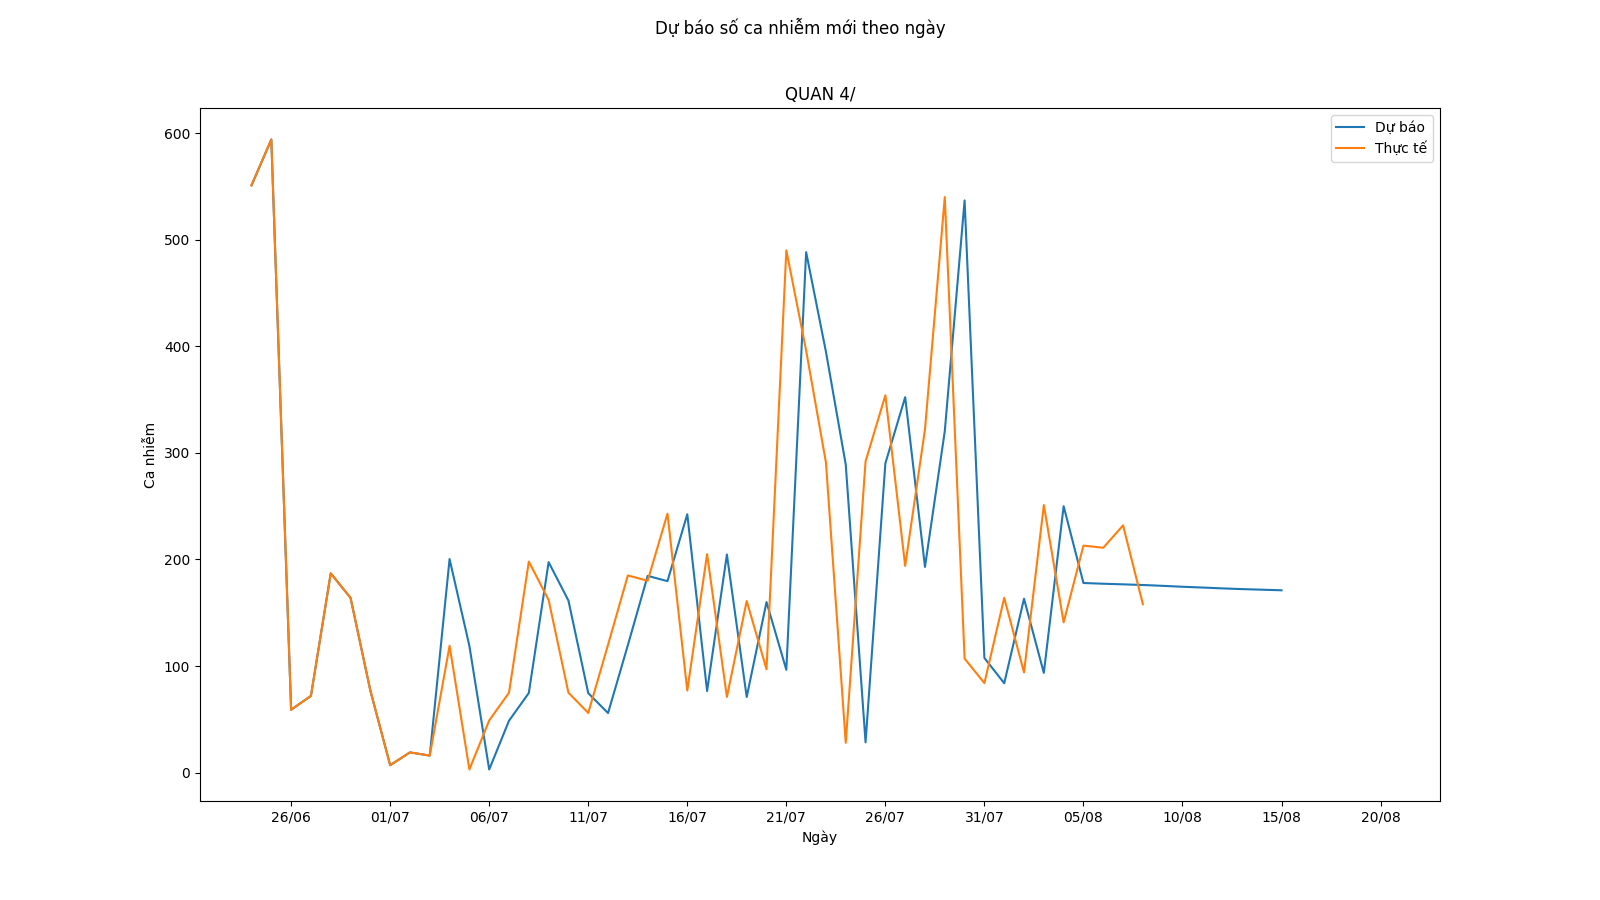 Dự báo số ca nhiễm mới theo ngày
QUAN 4/
Dự báo
Thực tế
600
500
400
300
200
100
0
Ca nhiễm
26/06 01/07 06/07 11/07 16/07 21/07 26/07 31/07 05/08 10/08 15/08 20/08
Ngày